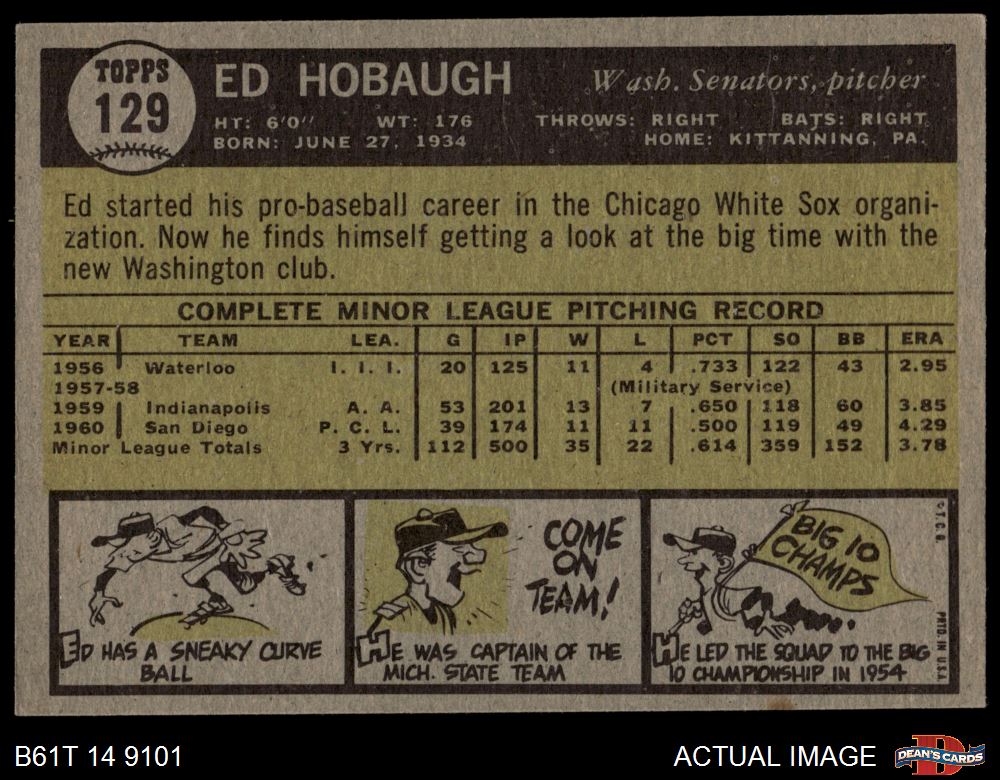 TOPPS
129
ED HOBAUGH
Wash. Senators, pitcher
HT: 6'0" WT: 176 THROWS: RIGHT BATS: RIGHT
BORN: JUNE 27, 1934 HOME: KITTANNING, PA.
Ed started his pro-baseball career in the Chicago White Sox organi-
zation. Now he finds himself getting a look at the big time with the
new Washington club.
COMPLETE MINOR LEAGUE PITCHING RECORD
YEAR TEAM LEA. G IP W L PCT SO BB ERA
1956 Waterloo I. I. I. 20 125 11 4 .733 122 43 2.95
1957-58 (Military Service)
1959 Indianapolis A. A. 53 201 13 7 .650 118 60 3.85
1960 San Diego P. C. L. 39 174 11 11 .500 119 49 4.29
Minor League Totals 3 Yrs. 112 500 35 22 .614 359 152 3.78
ED HAS A SNEAKY CURVE
BALL
COME
ON
TEAM!
HE WAS CAPTAIN OF THE
MICH. STATE TEAM
BIG 10
CHAMPS
HE LED THE SQUAD TO THE BIG
10 CHAMPIONSHIP IN 1954
© T.C.G.
PRTD. IN U.S.A.
B61T 14 9101
ACTUAL IMAGE
DEAN'S CARDS